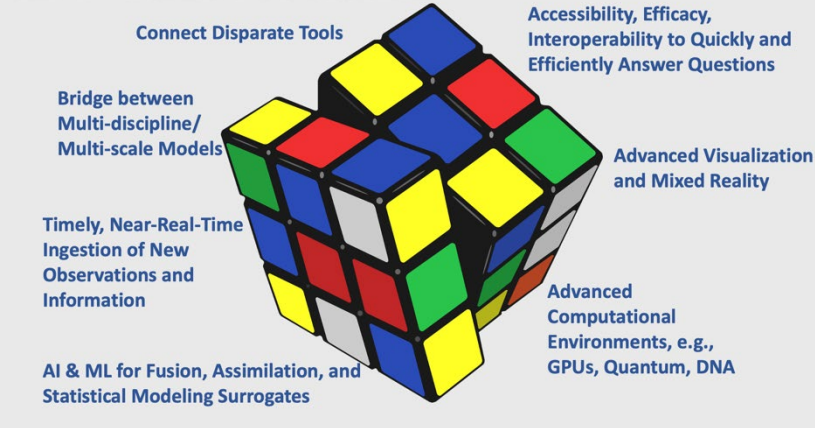 Connect Disparate Tools
Accessibility, Efficacy,
Interoperability to Quickly and
Efficiently Answer Questions
Bridge between
Multi-discipline/
Multi-scale Models
Advanced Visualization
and Mixed Reality
Timely, Near-Real-Time
Ingestion of New
Observations and
Information
Advanced
Computational
Environments, e.g.,
GPUs, Quantum, DNA
AI & ML for Fusion, Assimilation, and
Statistical Modeling Surrogates